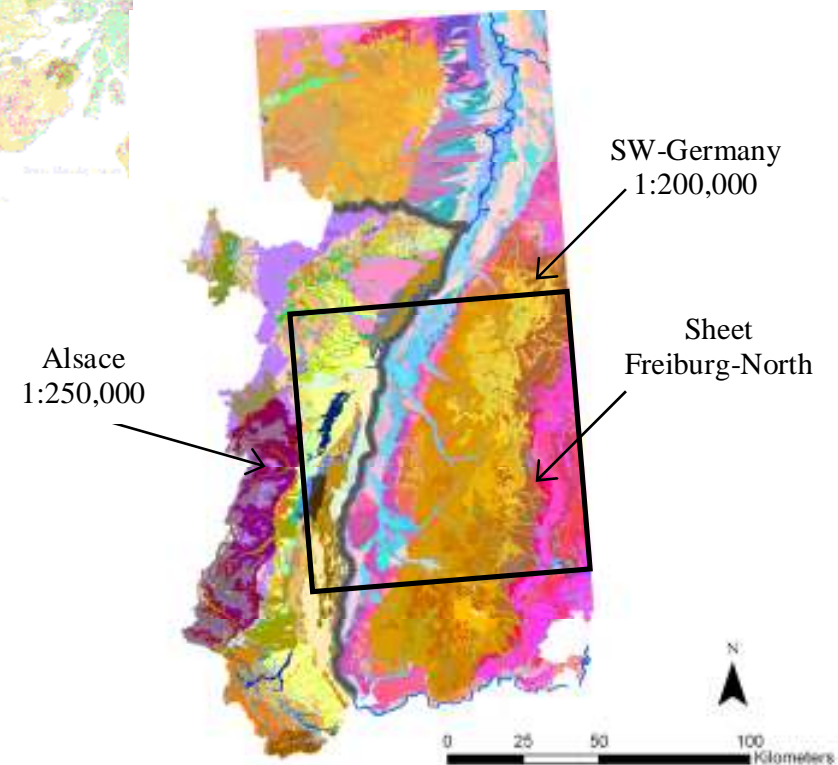 SW-Germany
1:200,000
Sheet
Freiburg-North
Alsace
1:250,000
N
0 25 50 100
Kilometers